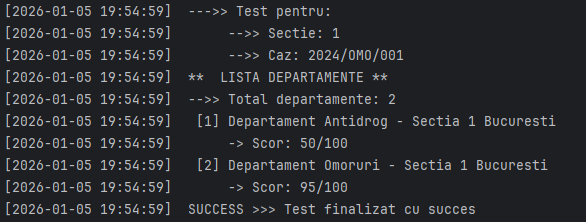 [2026-01-05 19:54:59]  --->> Test pentru:
[2026-01-05 19:54:59]       -->> Sectie: 1
[2026-01-05 19:54:59]       -->> Caz: 2024/OMO/001
[2026-01-05 19:54:59]  **  LISTA DEPARTAMENTE **
[2026-01-05 19:54:59]  -->> Total departamente: 2
[2026-01-05 19:54:59]   [1] Departament Antidrog - Sectia 1 Bucuresti
[2026-01-05 19:54:59]       -> Scor: 50/100
[2026-01-05 19:54:59]   [2] Departament Omoruri - Sectia 1 Bucuresti
[2026-01-05 19:54:59]       -> Scor: 95/100
[2026-01-05 19:54:59]  SUCCESS >>> Test finalizat cu succes